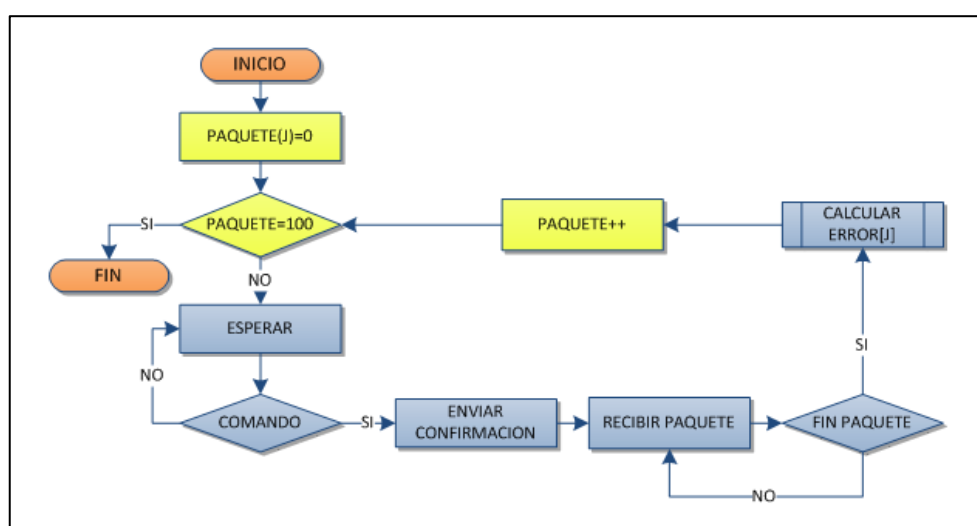 INICIO
PAQUETE(J)=0
PAQUETE=100
SI
FIN
NO
PAQUETE++
CALCULAR
ERROR[J]
ESPERAR
NO
COMANDO
SI
ENVIAR
CONFIRMACION
RECIBIR PAQUETE
FIN PAQUETE
SI
NO